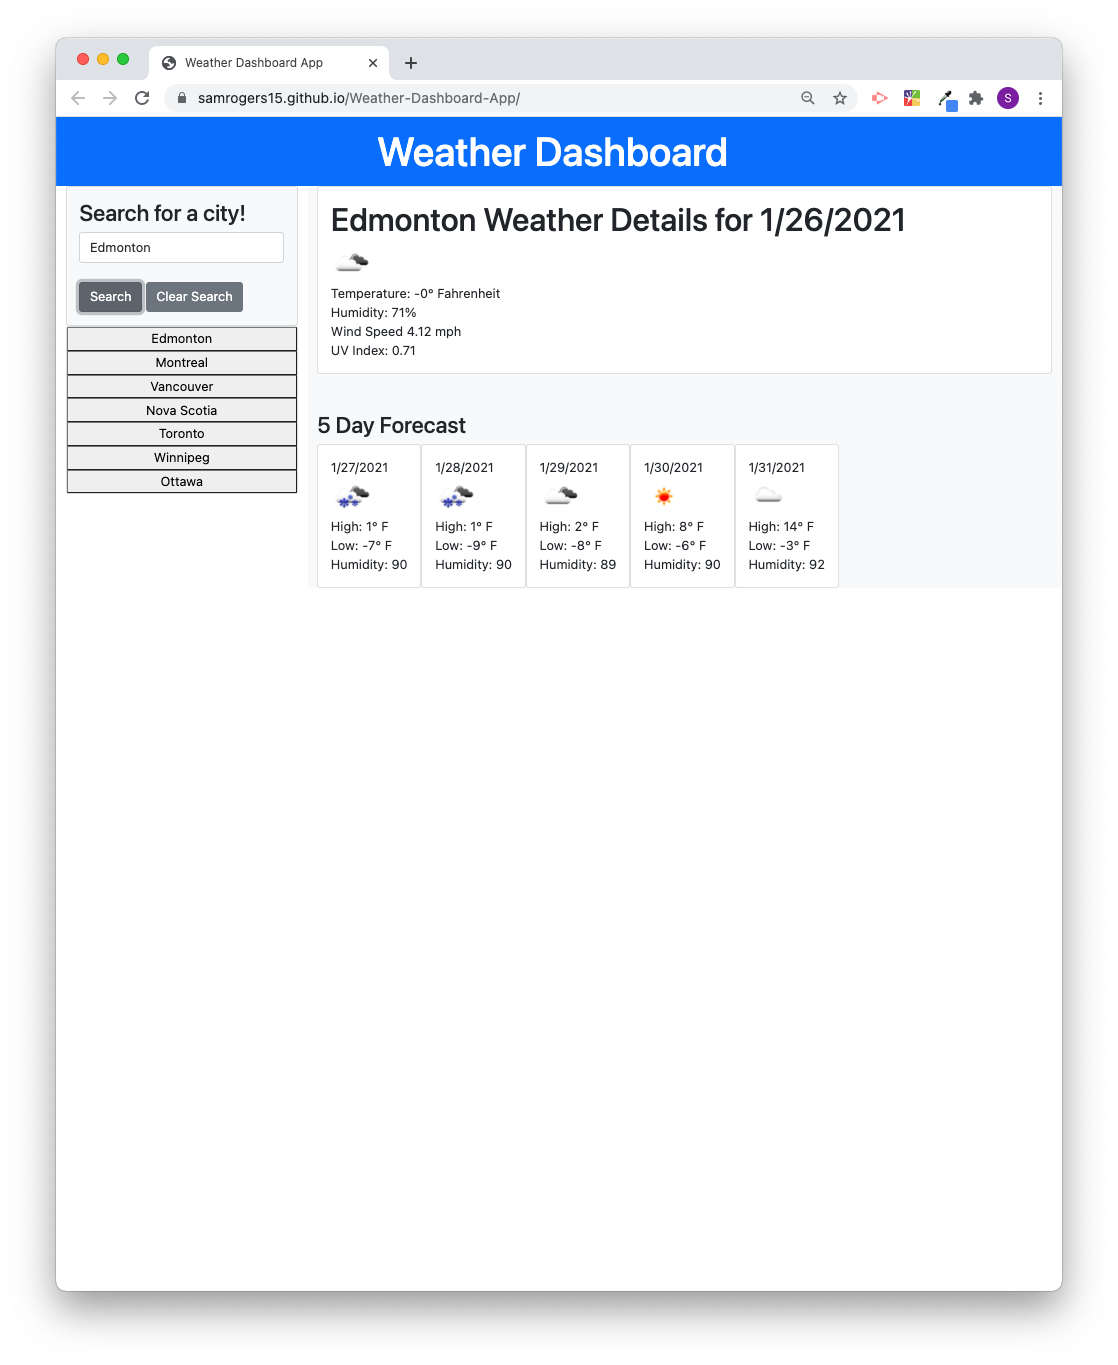 Weather Dashboard App
samrogers15.github.io/Weather-Dashboard-App/
S
Weather Dashboard
Search for a city!
Edmonton
Search Clear Search
Edmonton
Montreal
Vancouver
Nova Scotia
Toronto
Winnipeg
Ottawa
Edmonton Weather Details for 1/26/2021
Temperature: -0° Fahrenheit
Humidity: 71%
Wind Speed 4.12 mph
UV Index: 0.71
5 Day Forecast
1/27/2021
High: 1° F
Low: -7° F
Humidity: 90
1/28/2021
High: 1° F
Low: -9° F
Humidity: 90
1/29/2021
High: 2° F
Low: -8° F
Humidity: 89
1/30/2021
High: 8° F
Low: -6° F
Humidity: 90
1/31/2021
High: 14° F
Low: -3° F
Humidity: 92